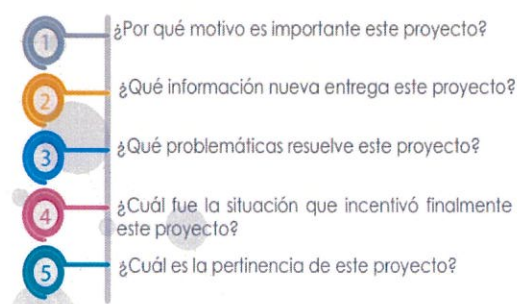 1 ¿Por qué motivo es importante este proyecto?
2 ¿Qué información nueva entrega este proyecto?
3 ¿Qué problemáticas resuelve este proyecto?
4 ¿Cuál fue la situación que incentivó finalmente
este proyecto?
5 ¿Cuál es la pertinencia de este proyecto?